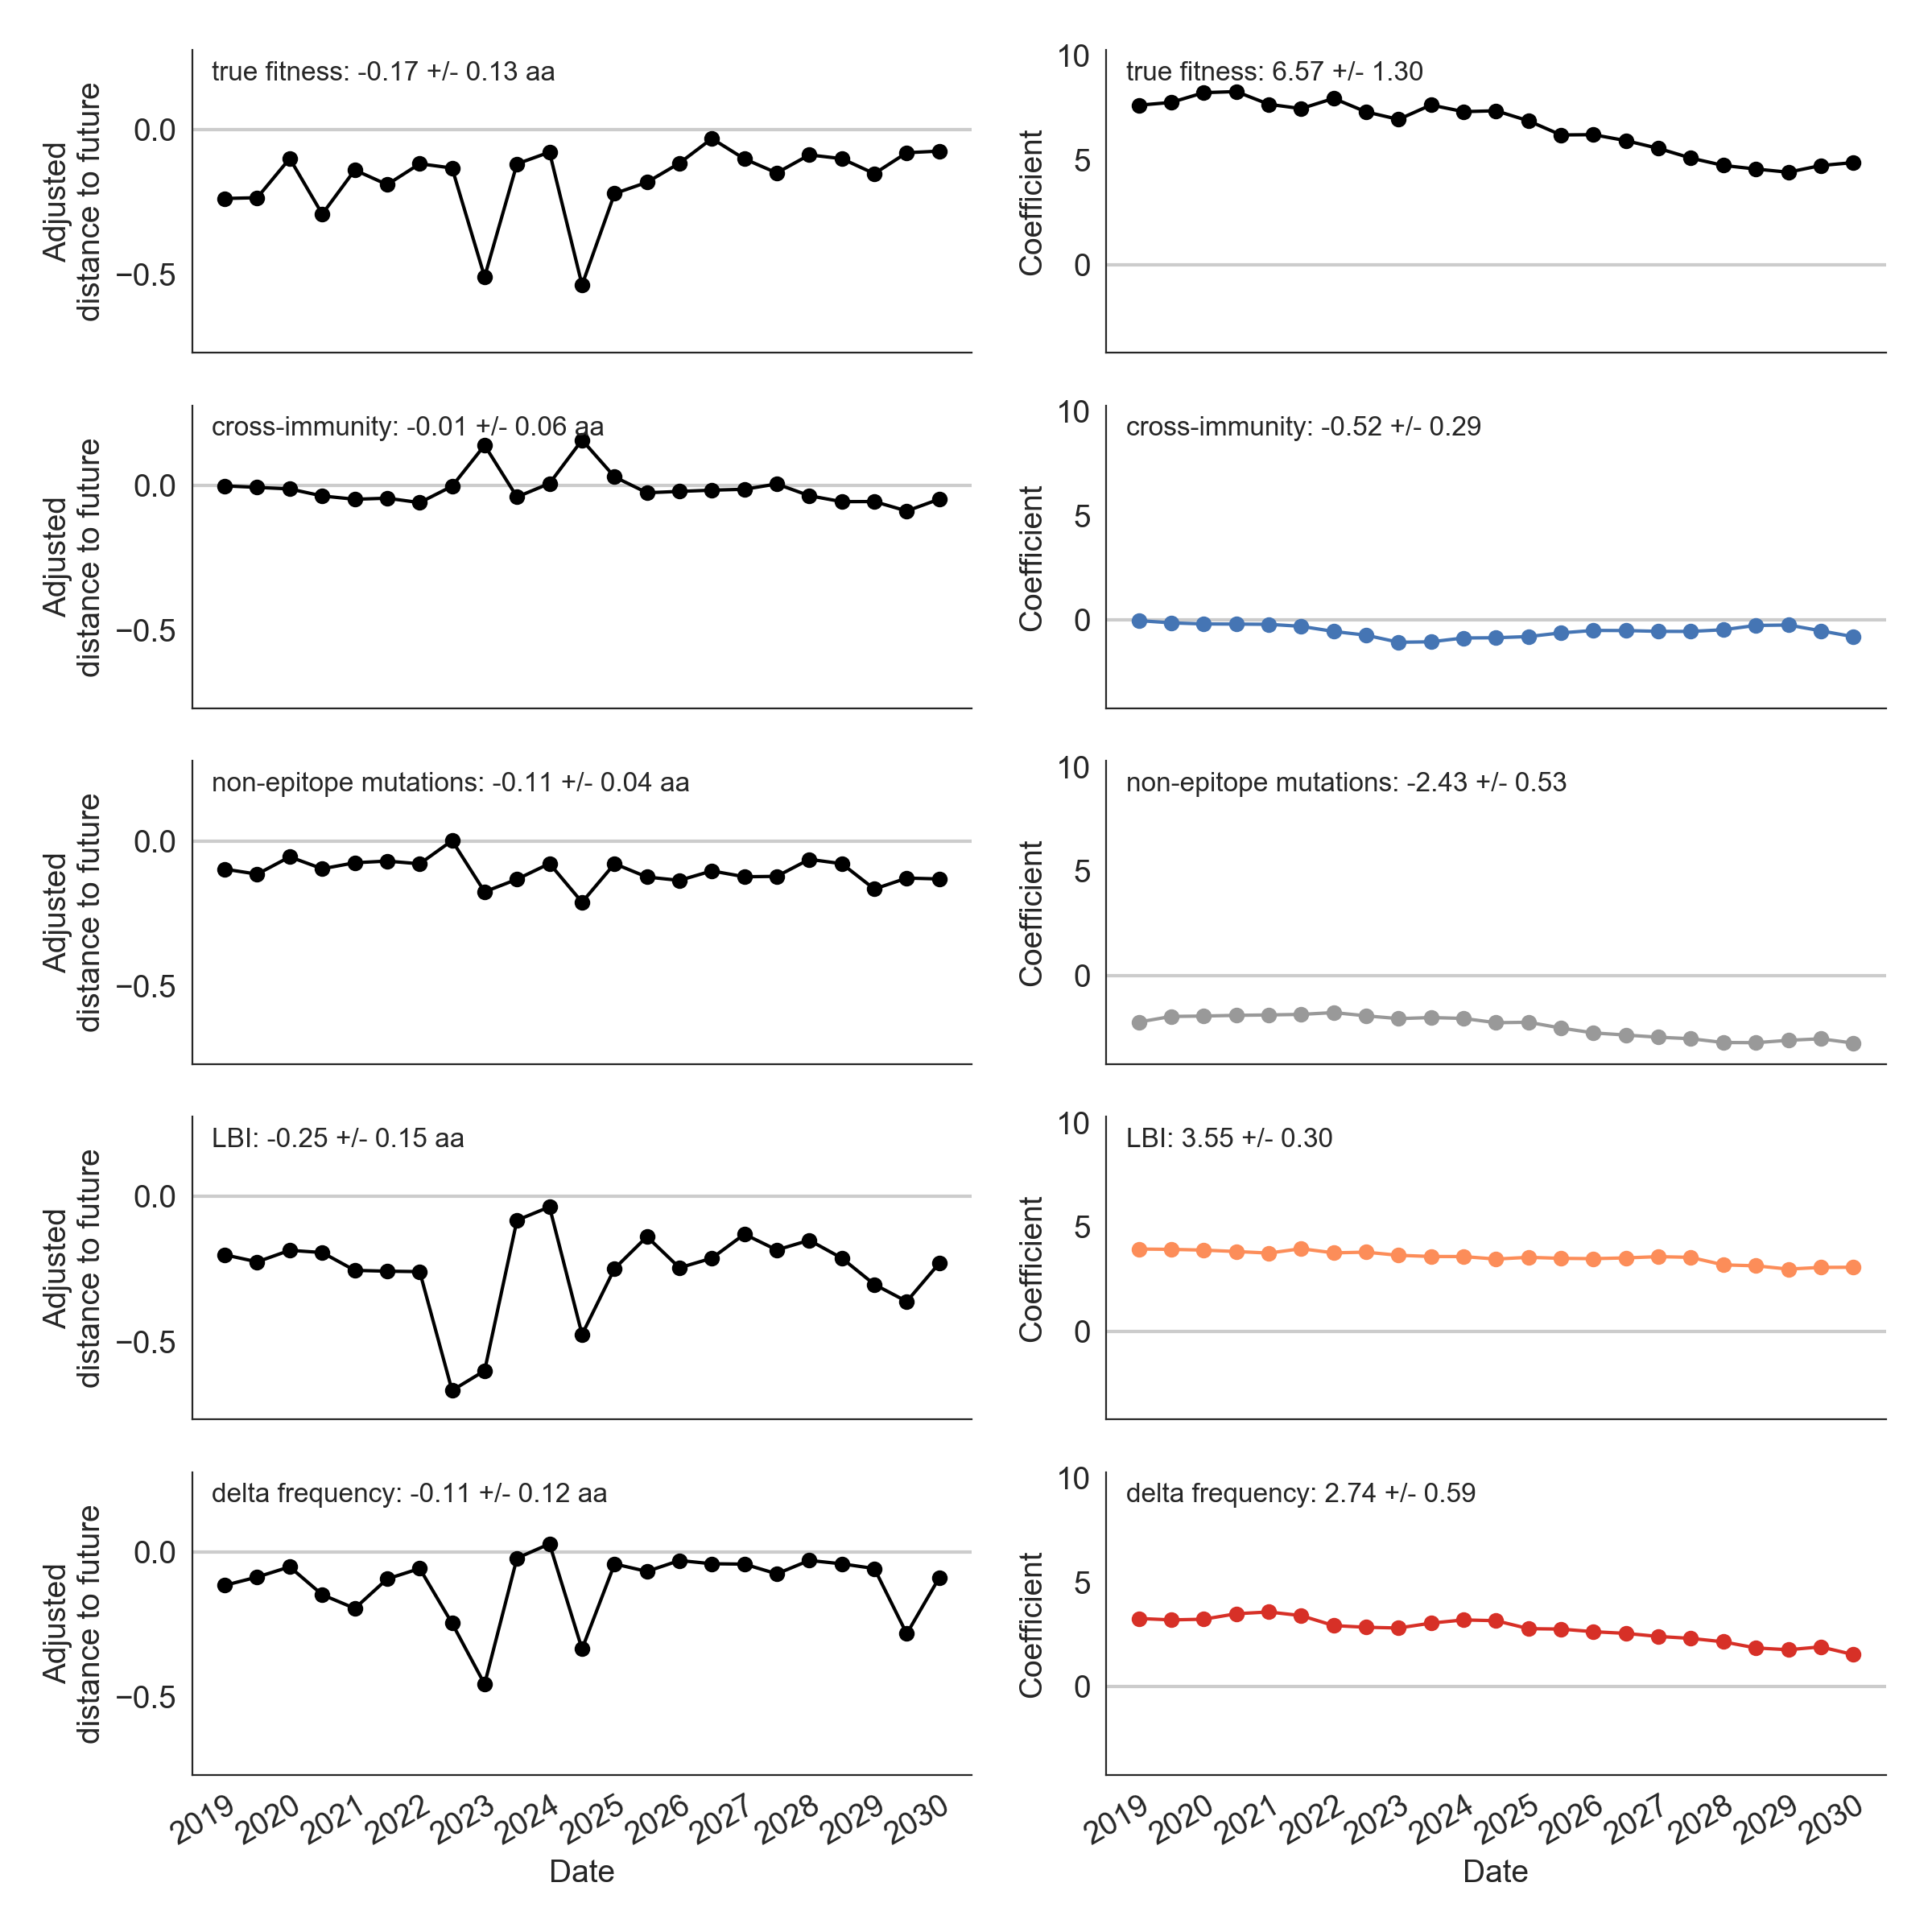 true fitness: -0.17 +/- 0.13 aa
0.0
−0.5
Adjusted
distance to future
true fitness: 6.57 +/- 1.30
10
5
0
Coefficient
cross-immunity: -0.01 +/- 0.06 aa
0.0
−0.5
Adjusted
distance to future
cross-immunity: -0.52 +/- 0.29
10
5
0
Coefficient
non-epitope mutations: -0.11 +/- 0.04 aa
0.0
−0.5
Adjusted
distance to future
non-epitope mutations: -2.43 +/- 0.53
10
5
0
Coefficient
LBI: -0.25 +/- 0.15 aa
0.0
−0.5
Adjusted
distance to future
LBI: 3.55 +/- 0.30
10
5
0
Coefficient
delta frequency: -0.11 +/- 0.12 aa
0.0
−0.5
Adjusted
distance to future
2019 2020 2021 2022 2023 2024 2025 2026 2027 2028 2029 2030
Date
delta frequency: 2.74 +/- 0.59
10
5
0
Coefficient
2019 2020 2021 2022 2023 2024 2025 2026 2027 2028 2029 2030
Date